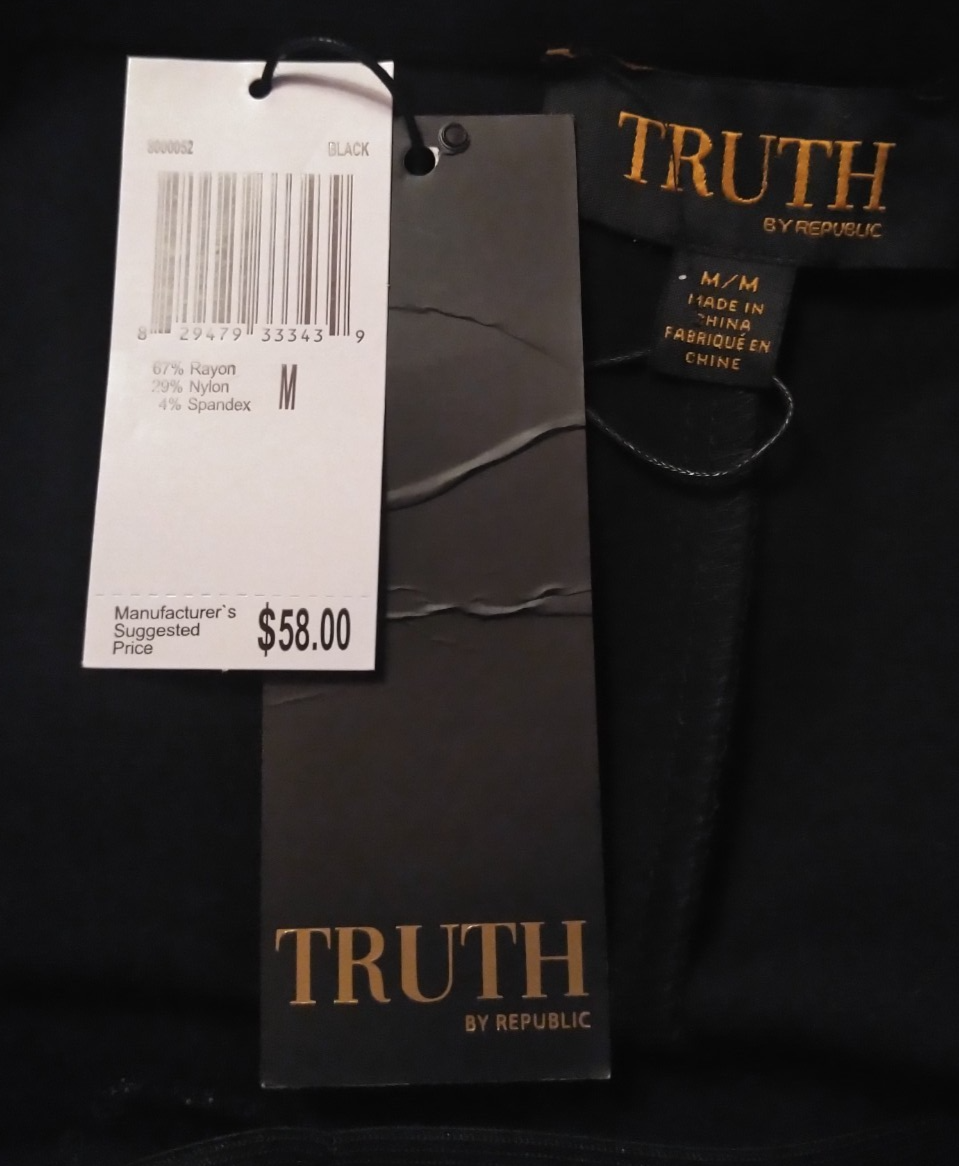 8000052 BLACK
8 29479 33343 9
67% Rayon
29% Nylon
4% Spandex
M
Manufacturer`s
Suggested
Price
$58.00
TRUTH
BY REPUBLIC
TRUTH
BY REPUBLIC
M/M
MADE IN
CHINA
FABRIQUÉ EN
CHINE